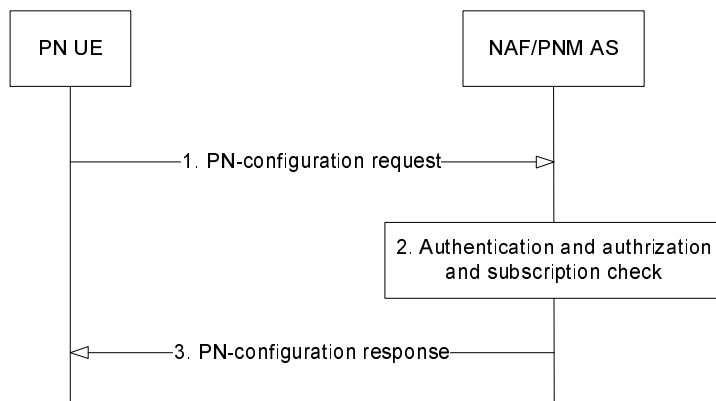 PN UE
NAF/PNM AS
1. PN-configuration request
2. Authentication and authrization
and subscription check
3. PN-configuration response